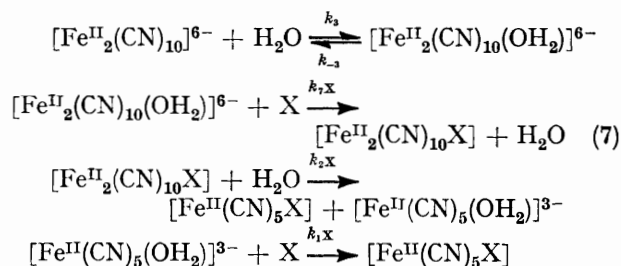 [Feᴵᴵ₂(CN)₁₀]⁶⁻ + H₂O ⇌ [Feᴵᴵ₂(CN)₁₀(OH₂)]⁶⁻
k₃
k₋₃
[Feᴵᴵ₂(CN)₁₀(OH₂)]⁶⁻ + X →
k₇X
[Feᴵᴵ₂(CN)₁₀X] + H₂O (7)
[Feᴵᴵ₂(CN)₁₀X] + H₂O →
k₂X
[Feᴵᴵ(CN)₅X] + [Feᴵᴵ(CN)₅(OH₂)]³⁻
[Feᴵᴵ(CN)₅(OH₂)]³⁻ + X → [Feᴵᴵ(CN)₅X]
k₁X